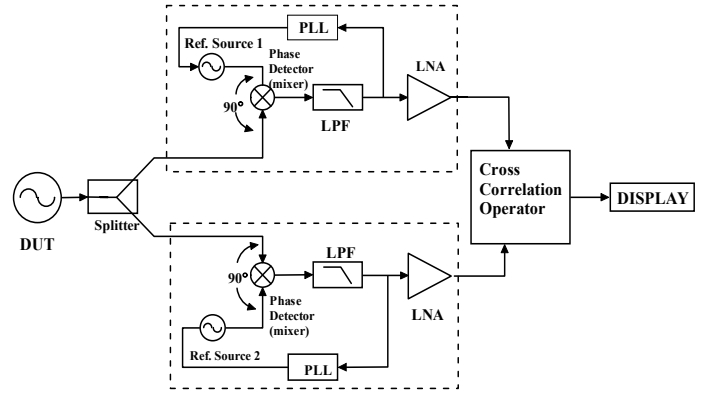 PLL
Ref. Source 1
Phase
Detector
(mixer)
LNA
90°
LPF
Cross
Correlation
Operator
DISPLAY
Splitter
DUT
LPF
90°
Phase
Detector
(mixer)
LNA
Ref. Source 2
PLL